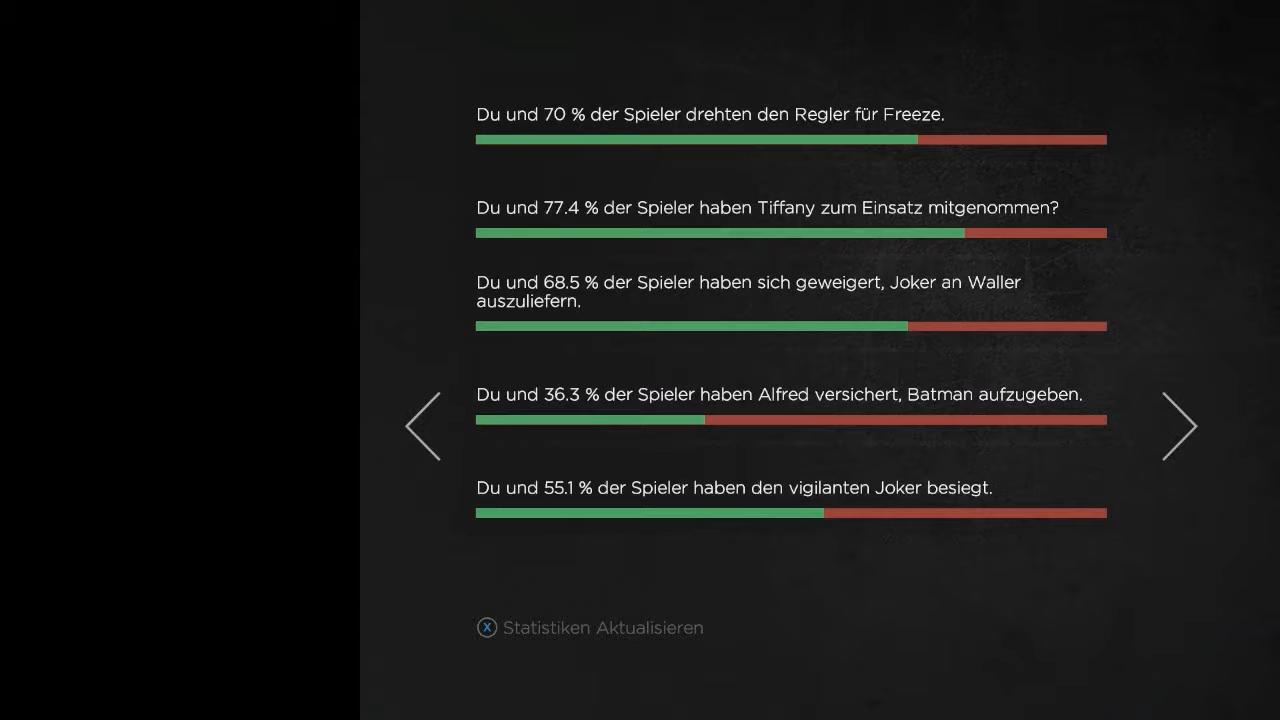 Du und 70 % der Spieler drehten den Regler für Freeze.
Du und 77.4 % der Spieler haben Tiffany zum Einsatz mitgenommen?
Du und 68.5 % der Spieler haben sich geweigert, Joker an Waller
auszuliefern.
Du und 36.3 % der Spieler haben Alfred versichert, Batman aufzugeben.
Du und 55.1 % der Spieler haben den vigilanten Joker besiegt.
X Statistiken Aktualisieren